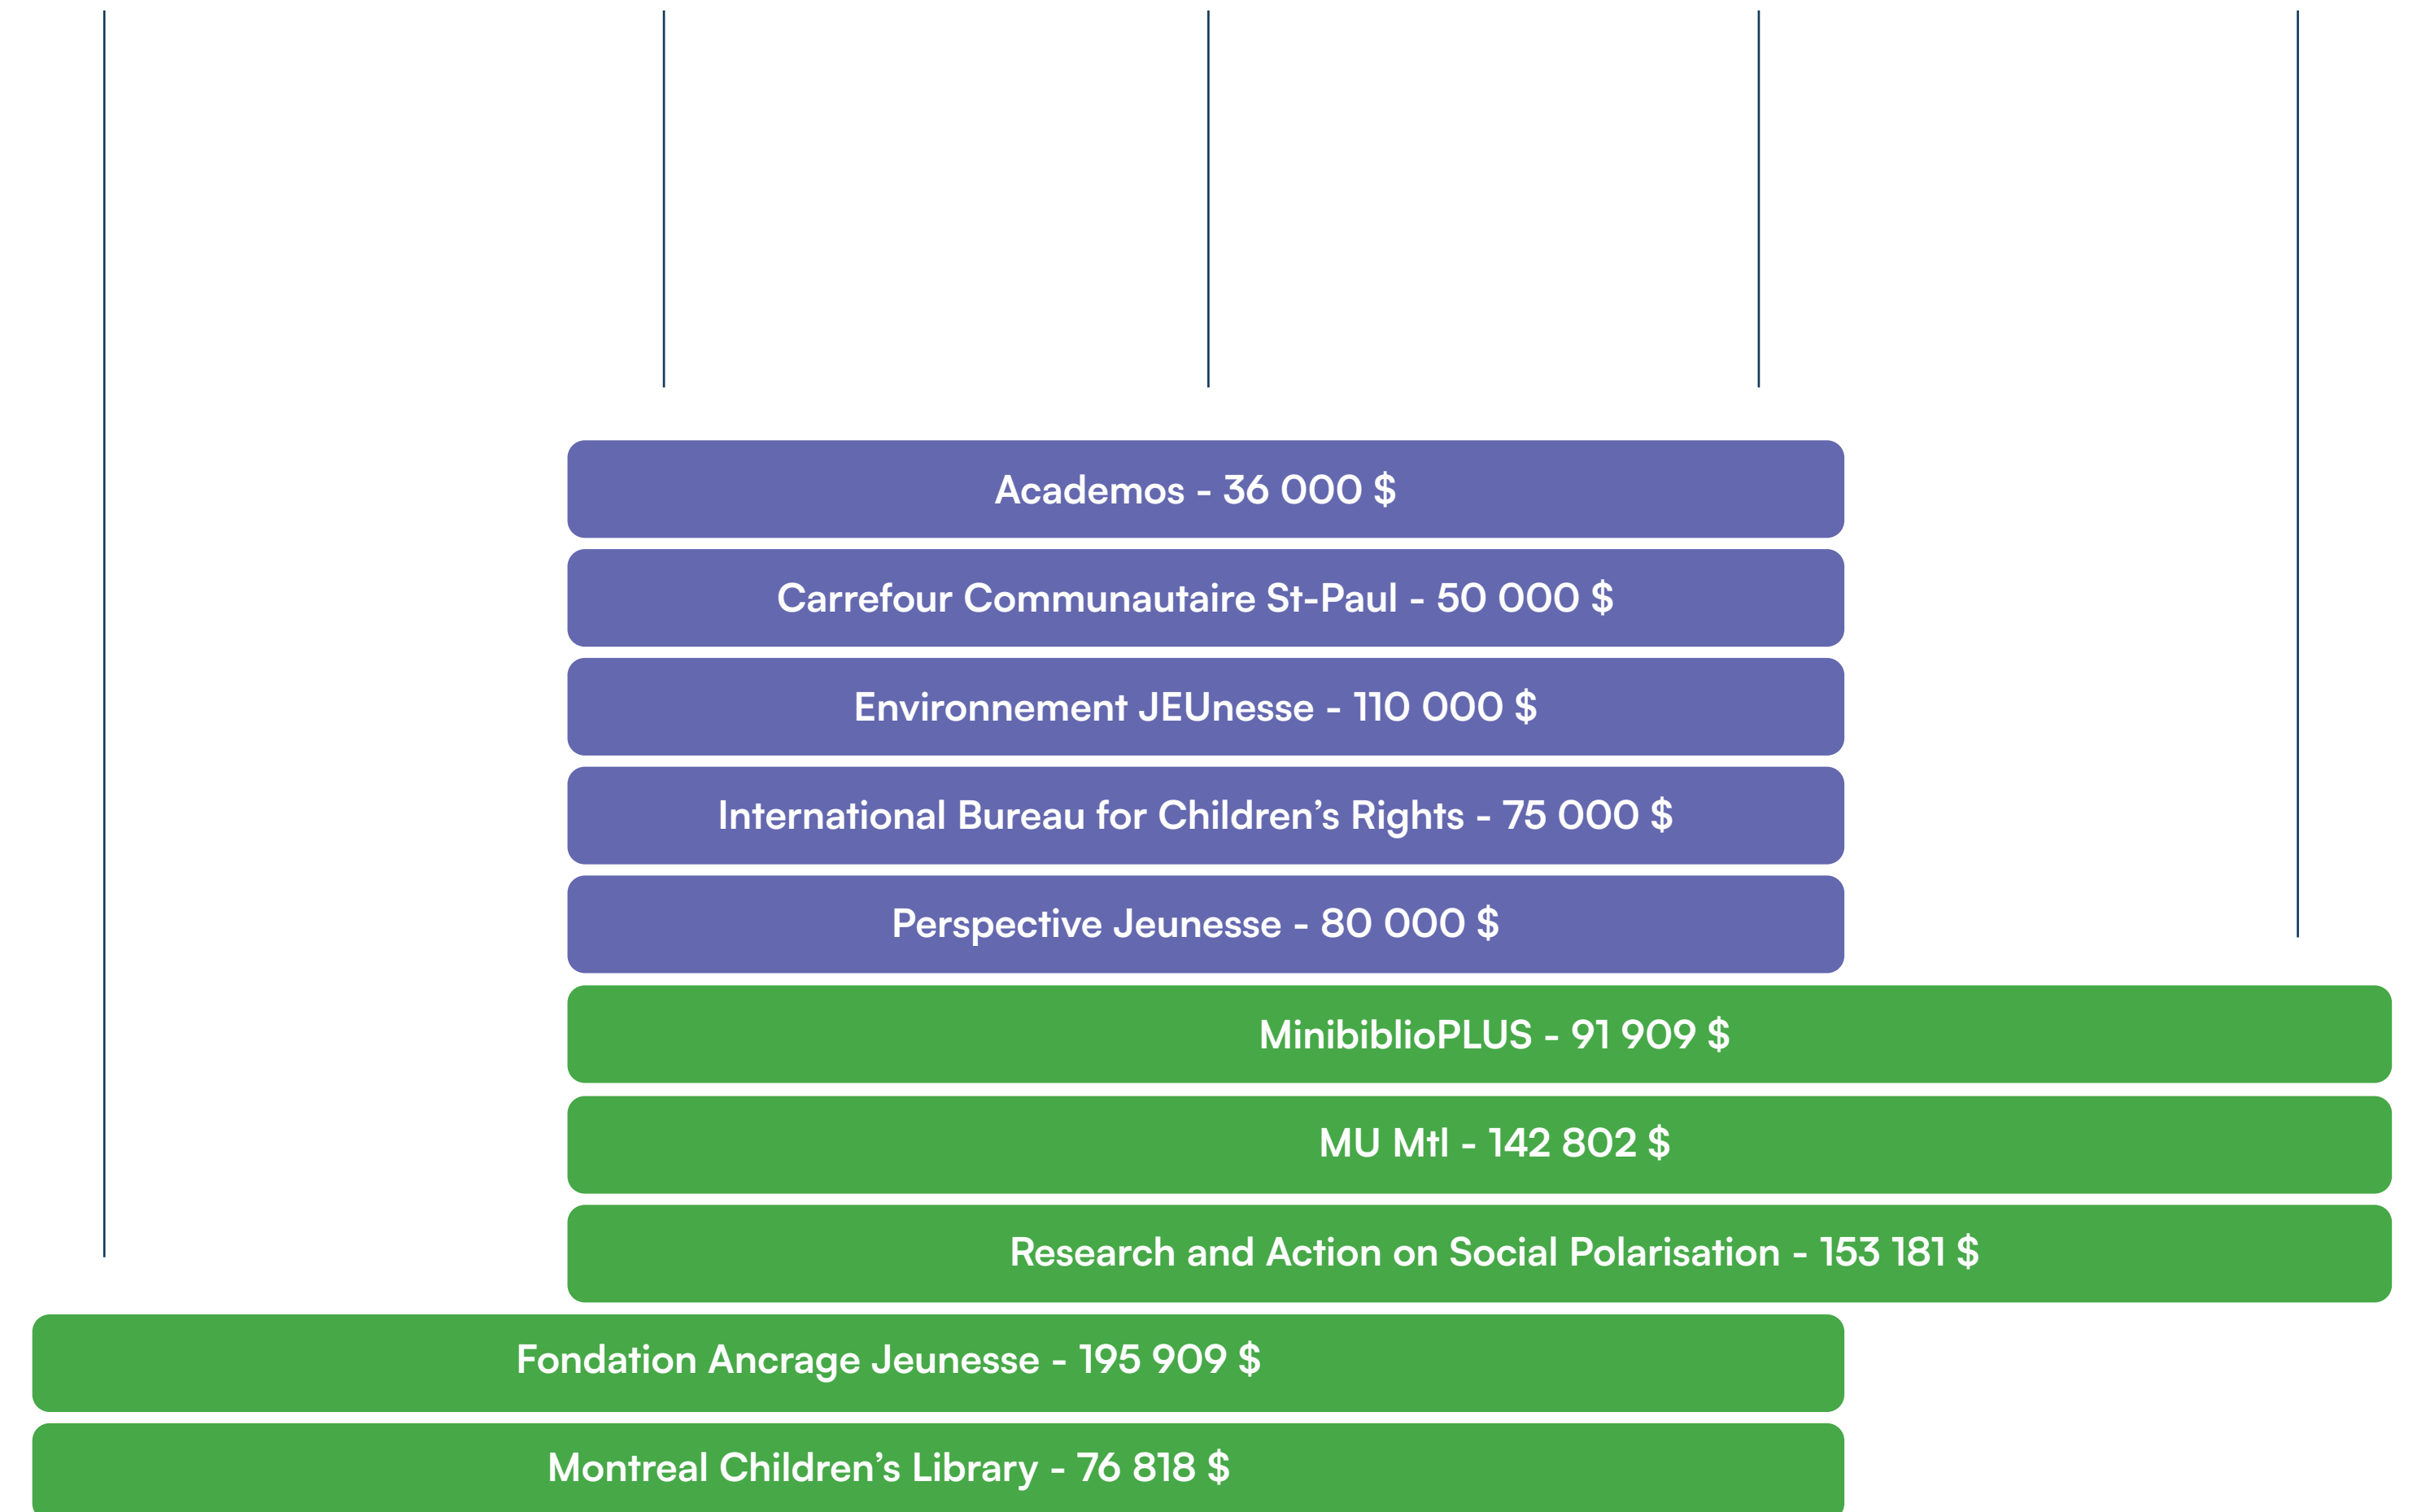 Academos - 36 000 $
Carrefour Communautaire St-Paul - 50 000 $
Environnement JEUnesse - 110 000 $
International Bureau for Children’s Rights - 75 000 $
Perspective Jeunesse - 80 000 $
MinibiblioPLUS - 91 909 $
MU Mtl - 142 802 $
Research and Action on Social Polarisation - 153 181 $
Fondation Ancrage Jeunesse - 195 909 $
Montreal Children’s Library - 76 818 $